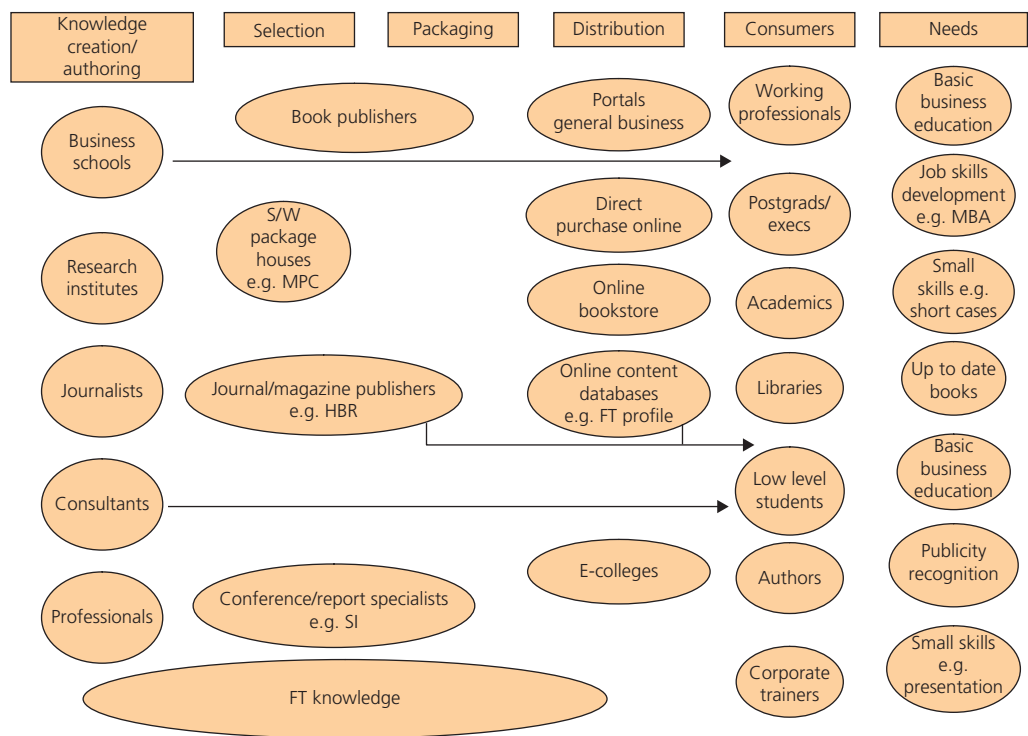 Knowledge
creation/
authoring
Selection
Packaging
Distribution
Consumers
Needs
Business
schools
Research
institutes
Journalists
Consultants
Professionals
Book publishers
S/W
package
houses
e.g. MPC
Journal/magazine publishers
e.g. HBR
Conference/report specialists
e.g. SI
FT knowledge
Portals
general business
Direct
purchase online
Online
bookstore
Online content
databases
e.g. FT profile
E-colleges
Working
professionals
Postgrads/
execs
Academics
Libraries
Low level
students
Authors
Corporate
trainers
Basic
business
education
Job skills
development
e.g. MBA
Small
skills e.g.
short cases
Up to date
books
Basic
business
education
Publicity
recognition
Small skills
e.g.
presentation